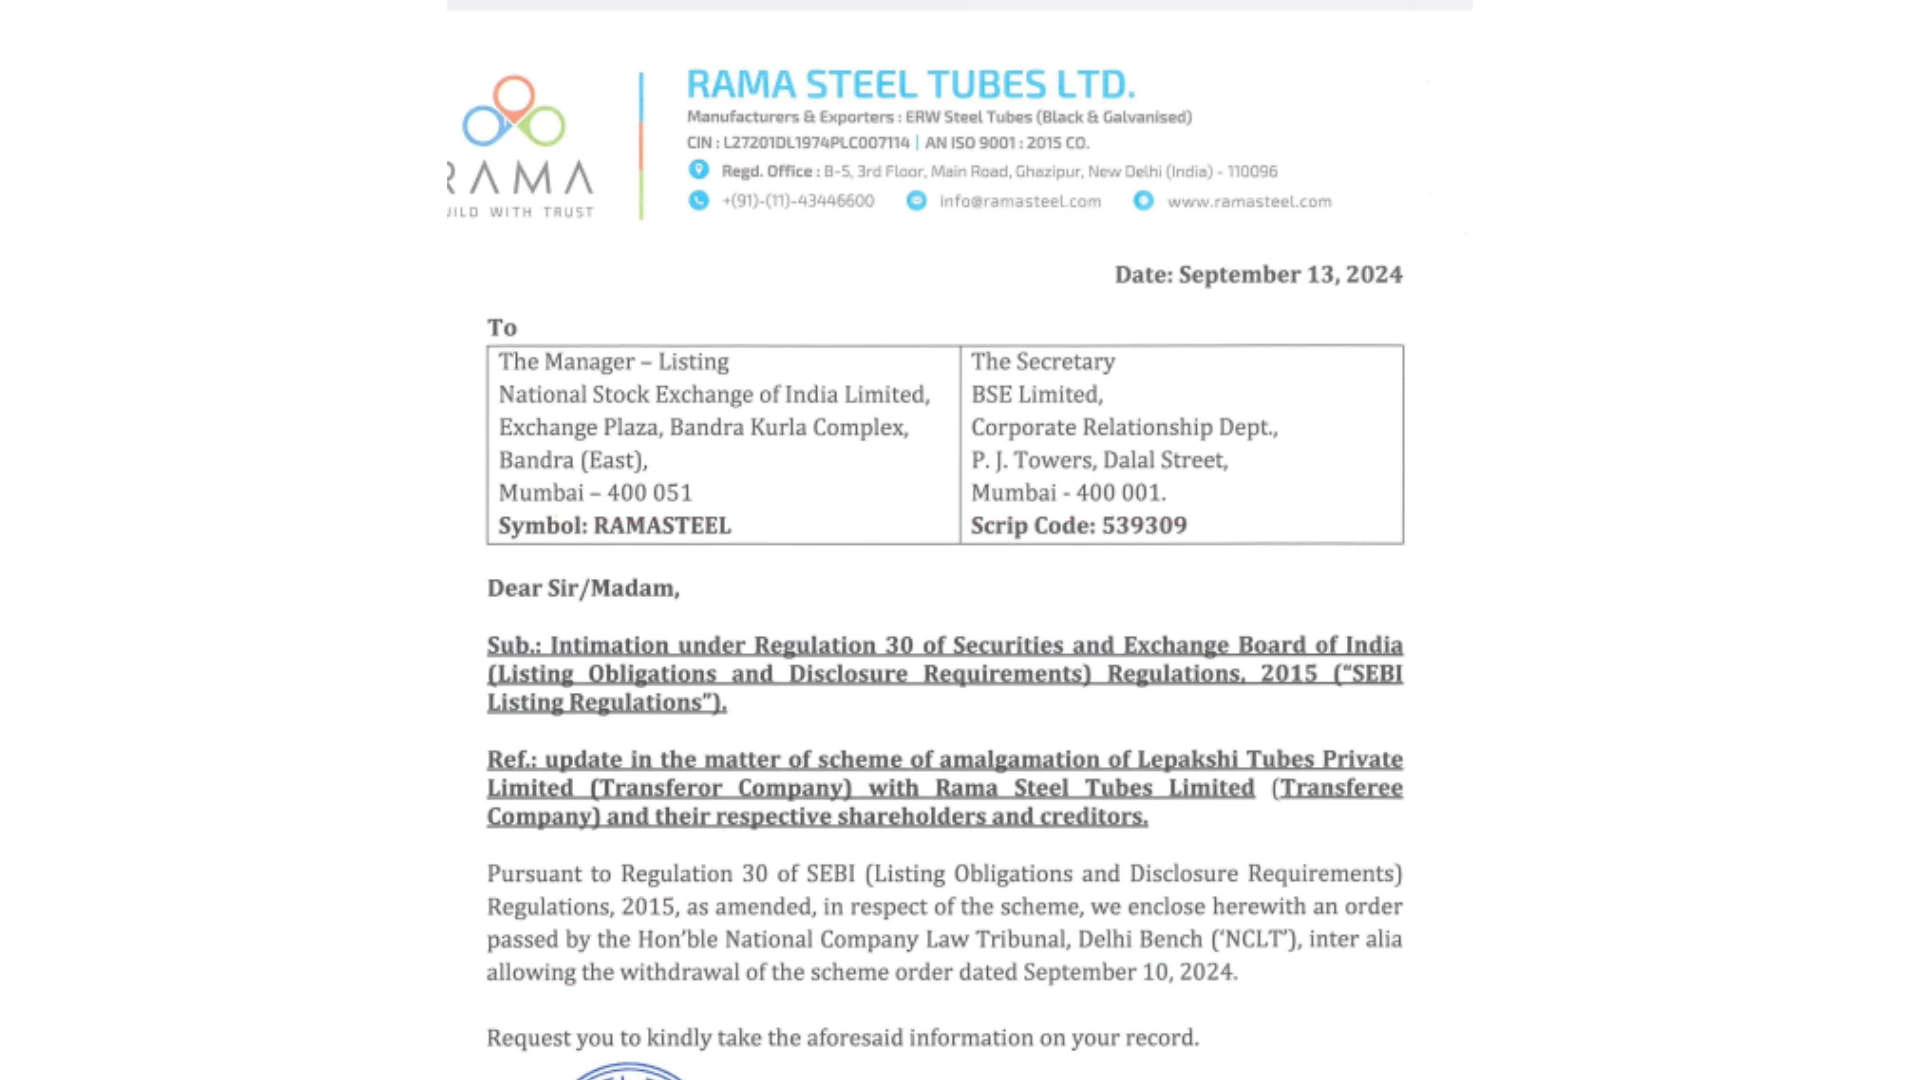 RAMA STEEL TUBES LTD.
Manufacturers & Exporters : ERW Steel Tubes (Black & Galvanised)
CIN : L27201DL1974PLC007114 | AN ISO 9001 : 2015 CO.
Regd. Office : B-5, 3rd Floor, Main Road, Ghazipur, New Delhi (India) - 110096
+(91)-(11)-43446600 info@ramasteel.com www.ramasteel.com
RAMA
UILD WITH TRUST
Date: September 13, 2024
To
The Manager – Listing
National Stock Exchange of India Limited,
Exchange Plaza, Bandra Kurla Complex,
Bandra (East),
Mumbai – 400 051
Symbol: RAMASTEEL
The Secretary
BSE Limited,
Corporate Relationship Dept.,
P. J. Towers, Dalal Street,
Mumbai - 400 001.
Scrip Code: 539309
Dear Sir/Madam,
Sub.: Intimation under Regulation 30 of Securities and Exchange Board of India
(Listing Obligations and Disclosure Requirements) Regulations, 2015 (“SEBI
Listing Regulations”).
Ref.: update in the matter of scheme of amalgamation of Lepakshi Tubes Private
Limited (Transferor Company) with Rama Steel Tubes Limited (Transferee
Company) and their respective shareholders and creditors.
Pursuant to Regulation 30 of SEBI (Listing Obligations and Disclosure Requirements)
Regulations, 2015, as amended, in respect of the scheme, we enclose herewith an order
passed by the Hon’ble National Company Law Tribunal, Delhi Bench (‘NCLT’), inter alia
allowing the withdrawal of the scheme order dated September 10, 2024.
Request you to kindly take the aforesaid information on your record.